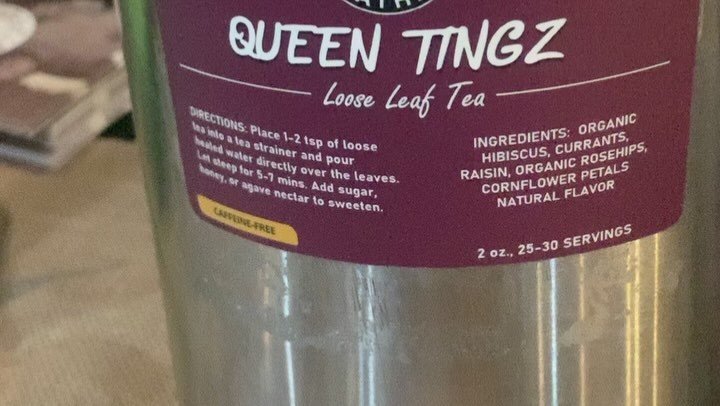 QUEEN TINGZ
Loose Leaf Tea
DIRECTIONS: Place 1-2 tsp of loose
tea into a tea strainer and pour
heated water directly over the leaves.
Let steep for 5-7 mins. Add sugar,
honey, or agave nectar to sweeten.
CAFFEINE-FREE
INGREDIENTS: ORGANIC
HIBISCUS, CURRANTS,
RAISIN, ORGANIC ROSEHIPS,
CORNFLOWER PETALS
NATURAL FLAVOR
2 oz., 25-30 SERVINGS